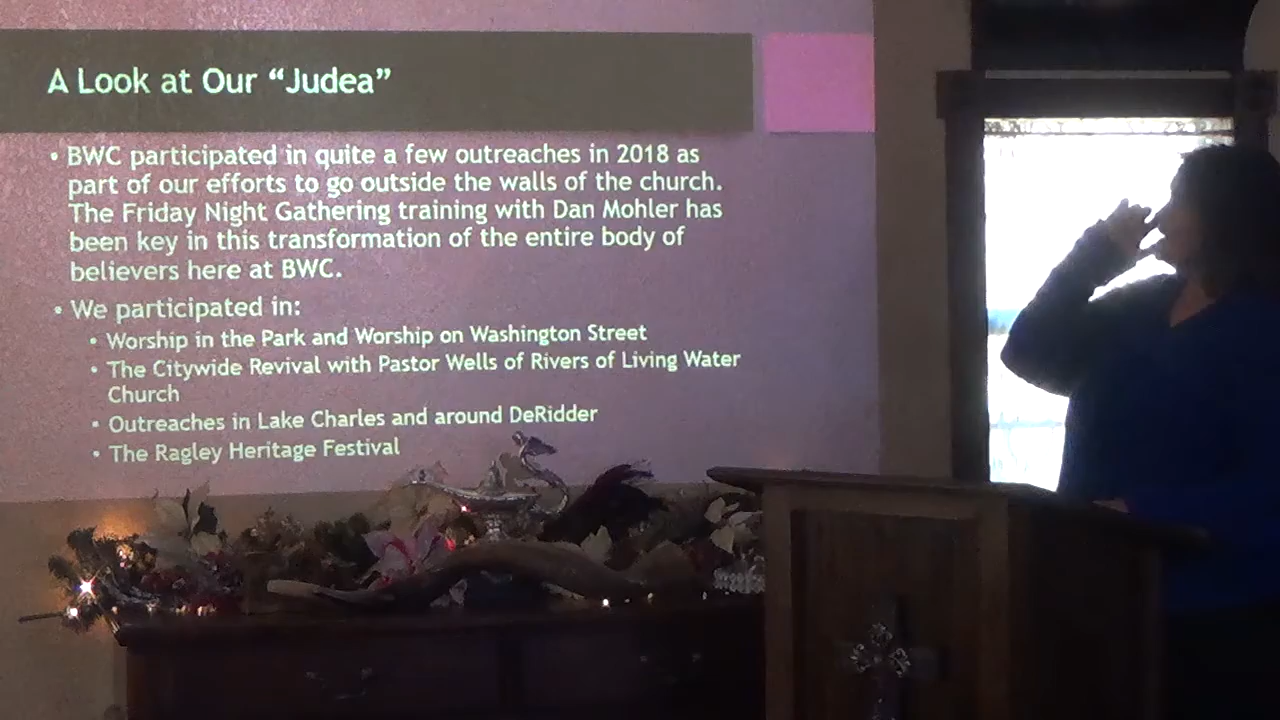 A Look at Our “Judea”
• BWC participated in quite a few outreaches in 2018 as
part of our efforts to go outside the walls of the church.
The Friday Night Gathering training with Dan Mohler has
been key in this transformation of the entire body of
believers here at BWC.
• We participated in:
• Worship in the Park and Worship on Washington Street
• The Citywide Revival with Pastor Wells of Rivers of Living Water
Church
• Outreaches in Lake Charles and around DeRidder
• The Ragley Heritage Festival